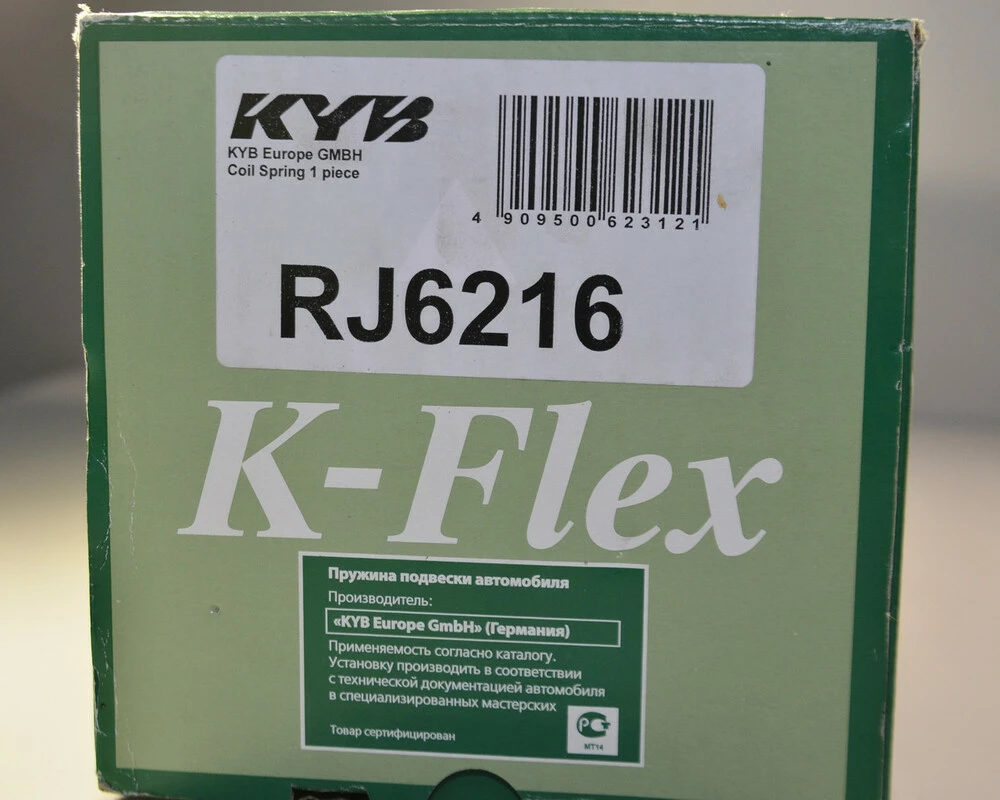 KYB
KYB Europe GMBH
Coil Spring 1 piece
4 909500 623121
RJ6216
K-Flex
Пружина подвески автомобиля
Производитель:
«KYB Europe GmbH» (Германия)
Применяемость согласно каталогу.
Установку производить в соответствии
с технической документацией автомобиля
в специализированных мастерских
Товар сертифицирован
РСТ
МТ14